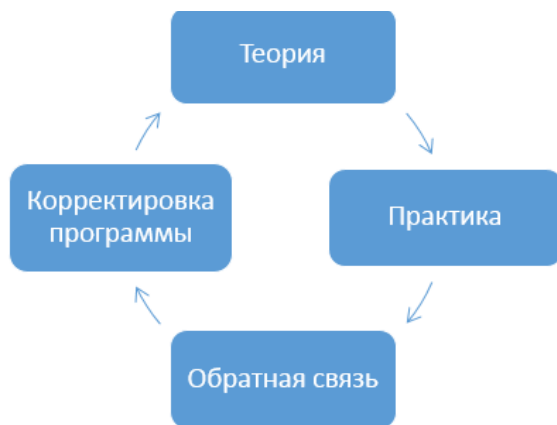 Теория
Практика
Обратная связь
Корректировка
программы